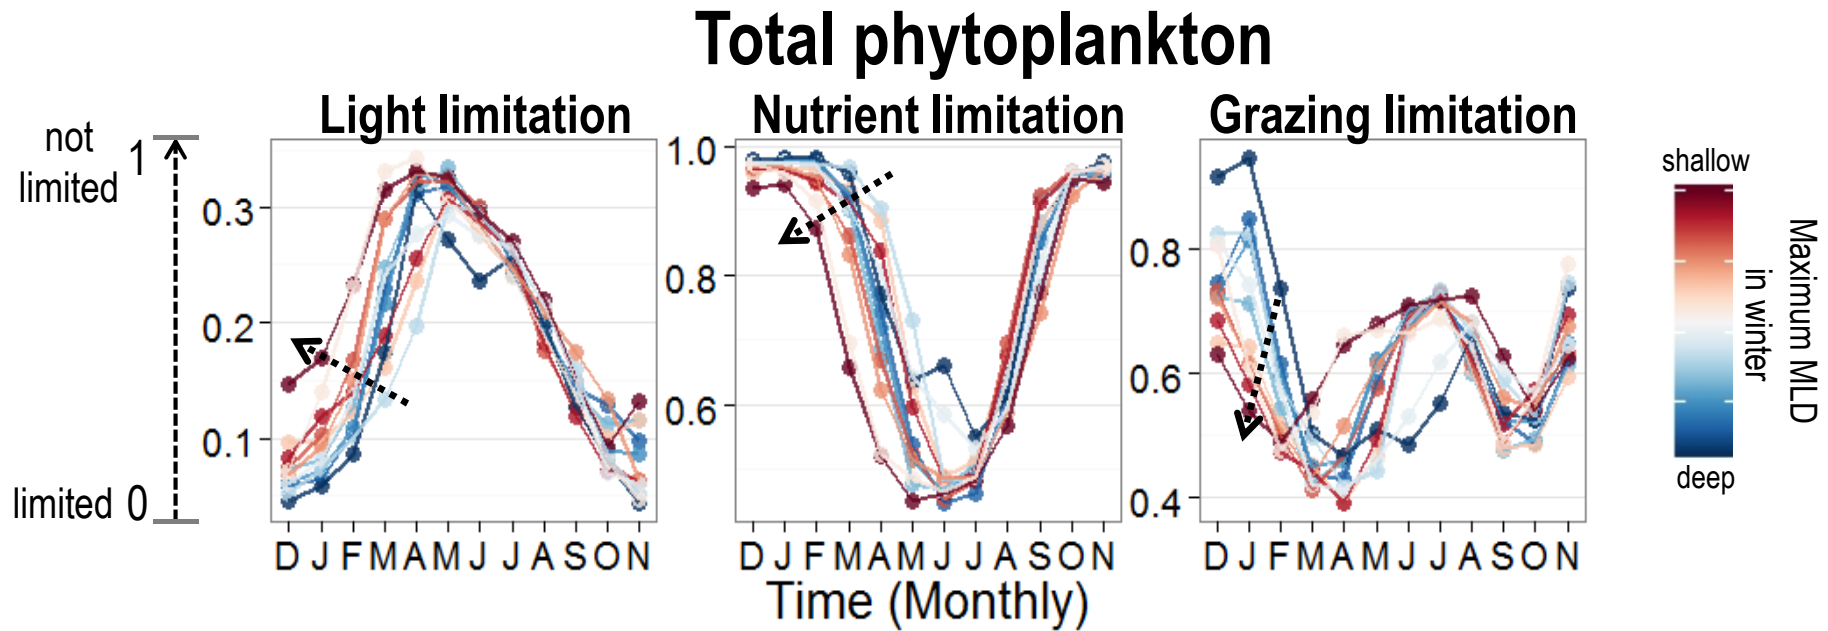 Total phytoplankton
Light limitation
Nutrient limitation
Grazing limitation
not
limited
1
limited 0
0.3
0.2
0.1
1.0
0.8
0.6
0.8
0.6
0.4
D J F M A M J J A S O N
D J F M A M J J A S O N
D J F M A M J J A S O N
Time (Monthly)
shallow
deep
Maximum MLD
in winter